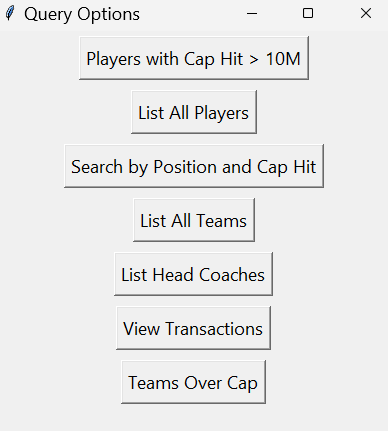 Query Options
Players with Cap Hit > 10M
List All Players
Search by Position and Cap Hit
List All Teams
List Head Coaches
View Transactions
Teams Over Cap